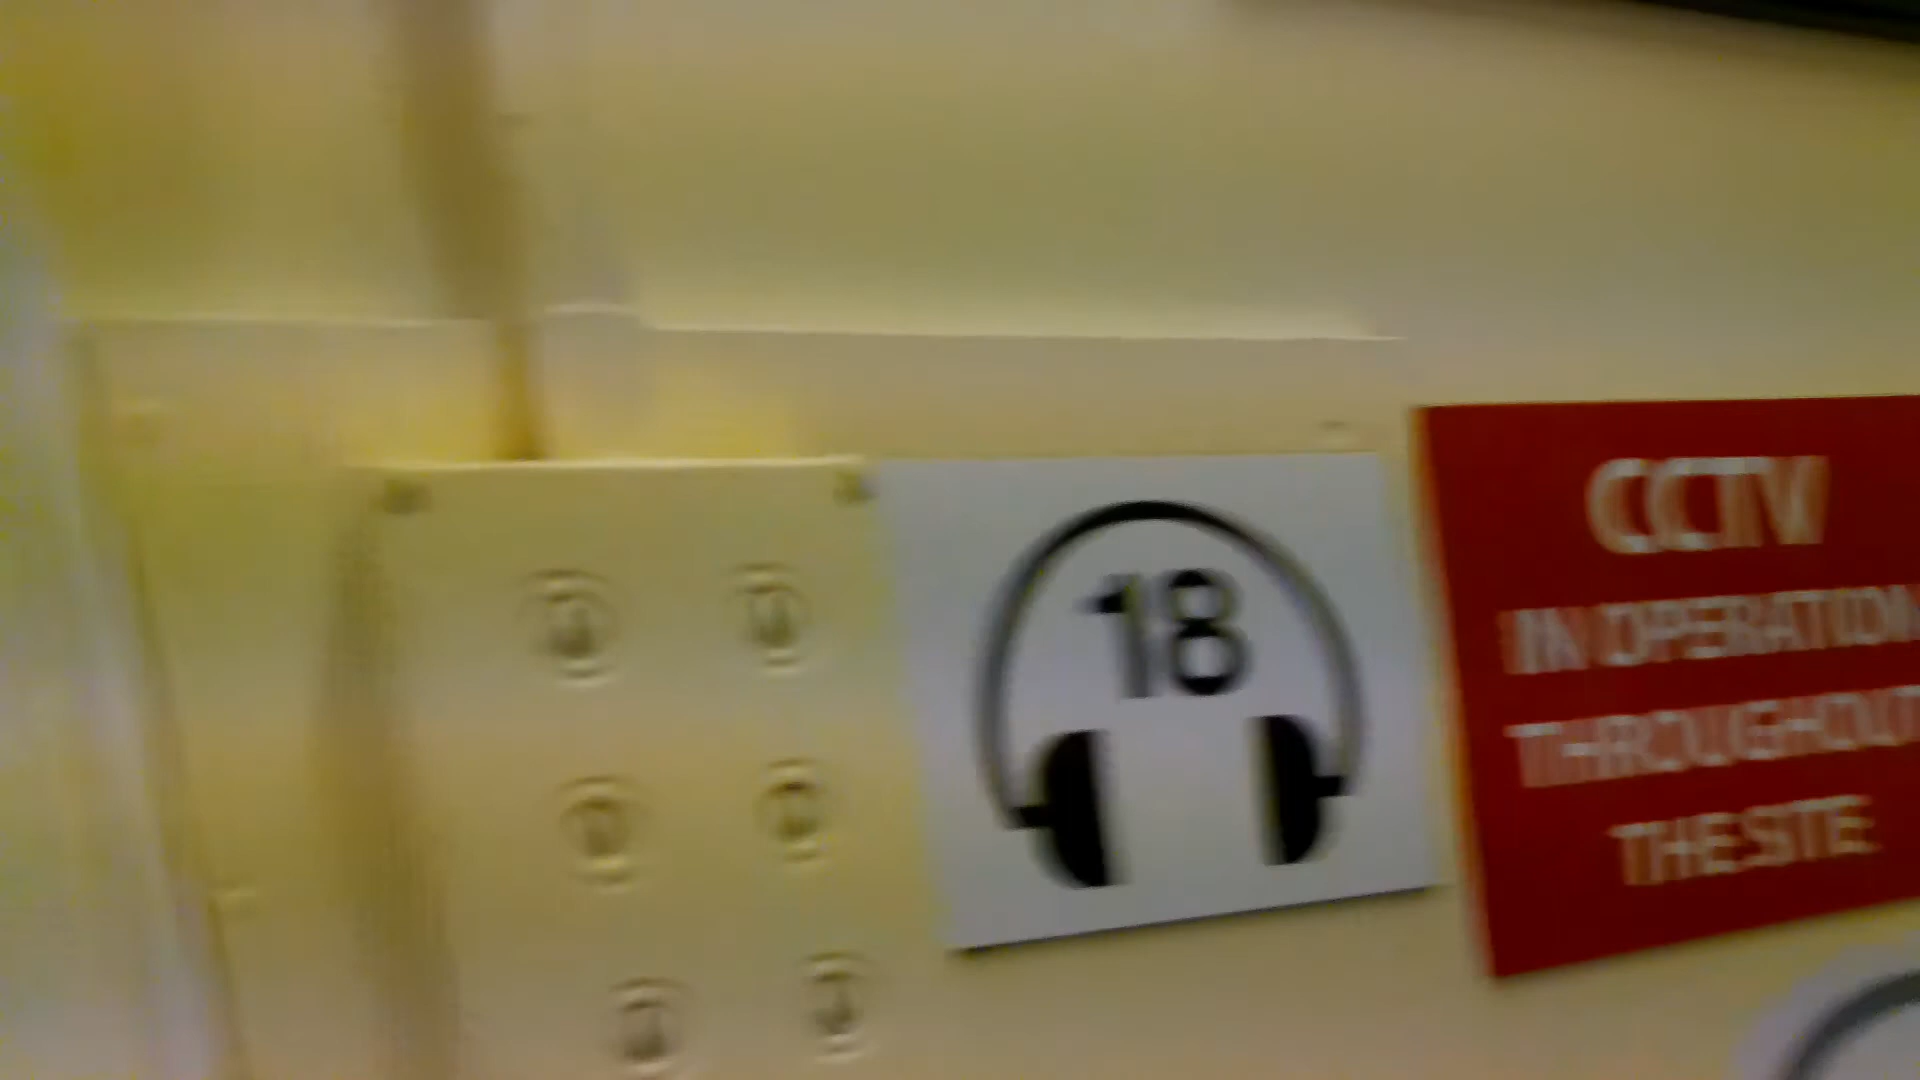 18
CCTV
IN OPERATION
THROUGHOUT
THE SITE